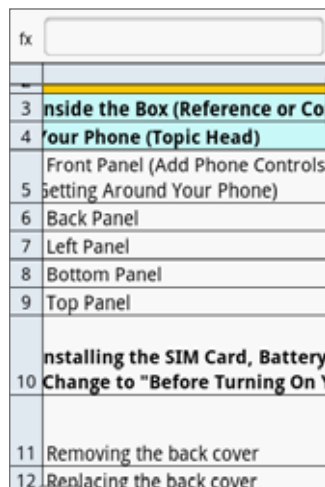 fx
3 nside the Box (Reference or Co
4 Your Phone (Topic Head)
Front Panel (Add Phone Controls
5 Getting Around Your Phone)
6 Back Panel
7 Left Panel
8 Bottom Panel
9 Top Panel
nstalling the SIM Card, Battery
10 Change to "Before Turning On Y
11 Removing the back cover
12 Replacing the back cover